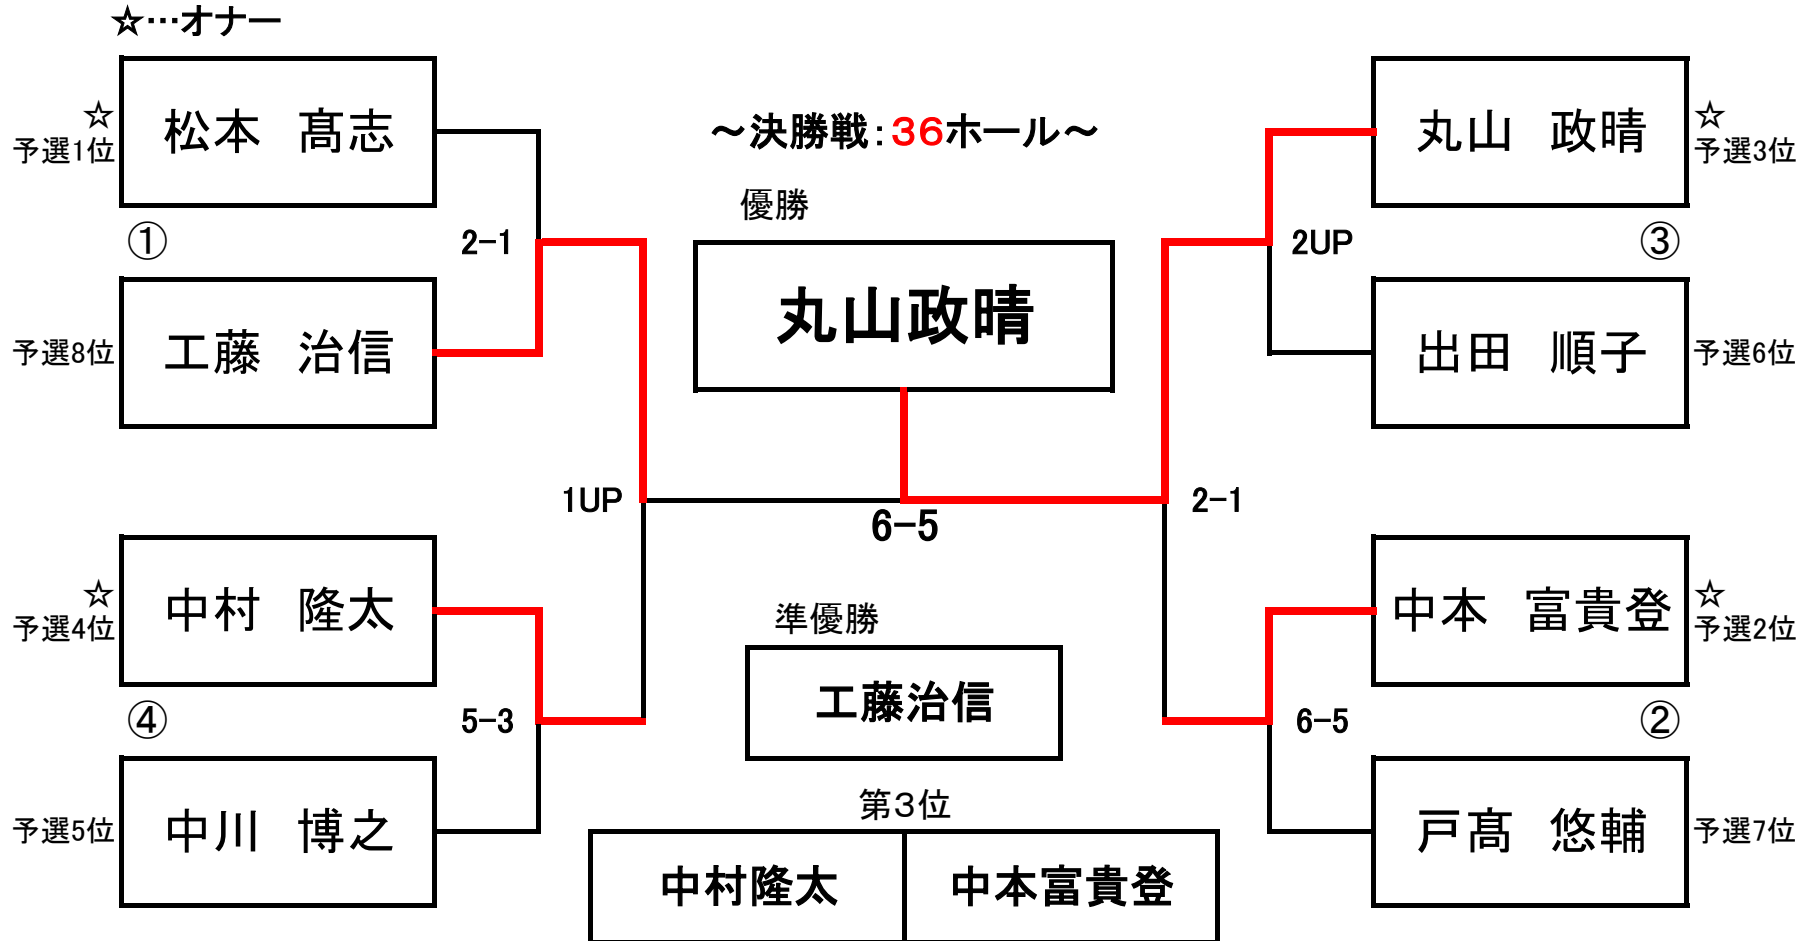 ☆…オナー
松本　髙志
☆
予選1位
①
2-1
工藤　治信
予選8位
1UP
中村　隆太
☆
予選4位
④
5-3
中川　博之
予選5位
～決勝戦:36ホール～
優勝
丸山政晴
6-5
準優勝
工藤治信
第3位
中村隆太
中本富貴登
丸山　政晴
☆
予選3位
2UP
③
出田　順子
予選6位
2-1
中本　富貴登
☆
予選2位
6-5
②
戸髙　悠輔
予選7位